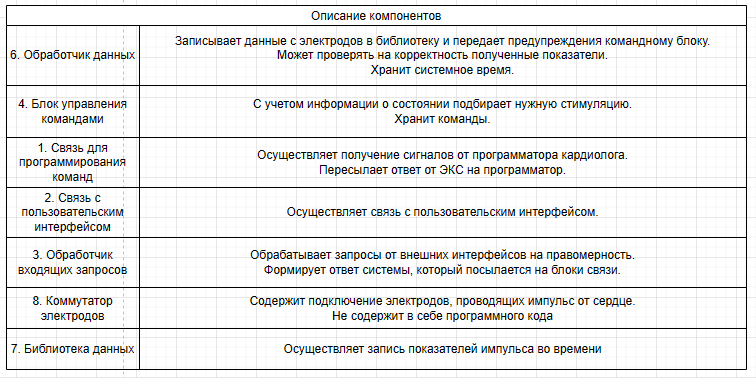 Описание компонентов
6. Обработчик данных
Записывает данные с электродов в библиотеку и передает предупреждения командному блоку.
Может проверять на корректность полученные показатели.
Хранит системное время.
4. Блок управления
командами
С учетом информации о состоянии подбирает нужную стимуляцию.
Хранит команды.
1. Связь для
программирования
команд
Осуществляет получение сигналов от программатора кардиолога.
Пересылает ответ от ЭКС на программатор.
2. Связь с
пользовательским
интерфейсом
Осуществляет связь с пользовательским интерфейсом.
3. Обработчик
входящих запросов
Обрабатывает запросы от внешних интерфейсов на правомерность.
Формирует ответ системы, который посылается на блоки связи.
8. Коммутатор
электродов
Содержит подключение электродов, проводящих импульс от сердце.
Не содержит в себе программного кода
7. Библиотека данных
Осуществляет запись показателей импульса во времени